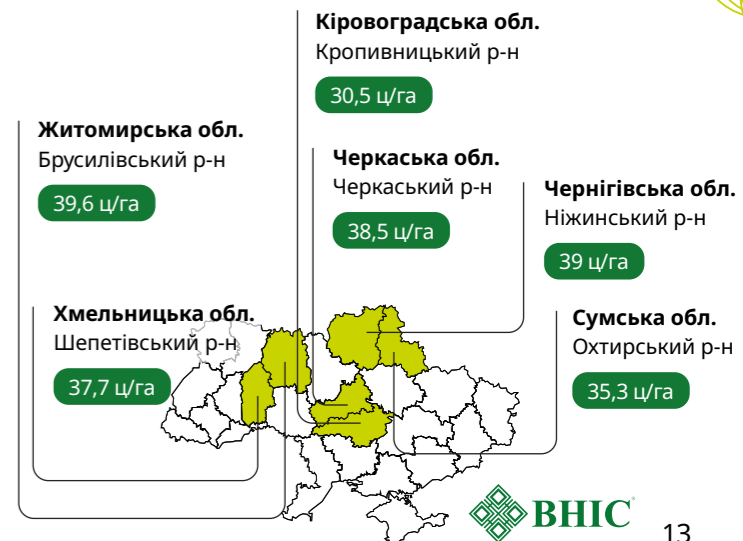 Кіровоградська обл.
Кропивницький р-н
30,5 ц/га
Житомирська обл.
Брусилівський р-н
39,6 ц/га
Черкаська обл.
Черкаський р-н
38,5 ц/га
Чернігівська обл.
Ніжинський р-н
39 ц/га
Хмельницька обл.
Шепетівський р-н
37,7 ц/га
Сумська обл.
Охтирський р-н
35,3 ц/га
ВНІС
13